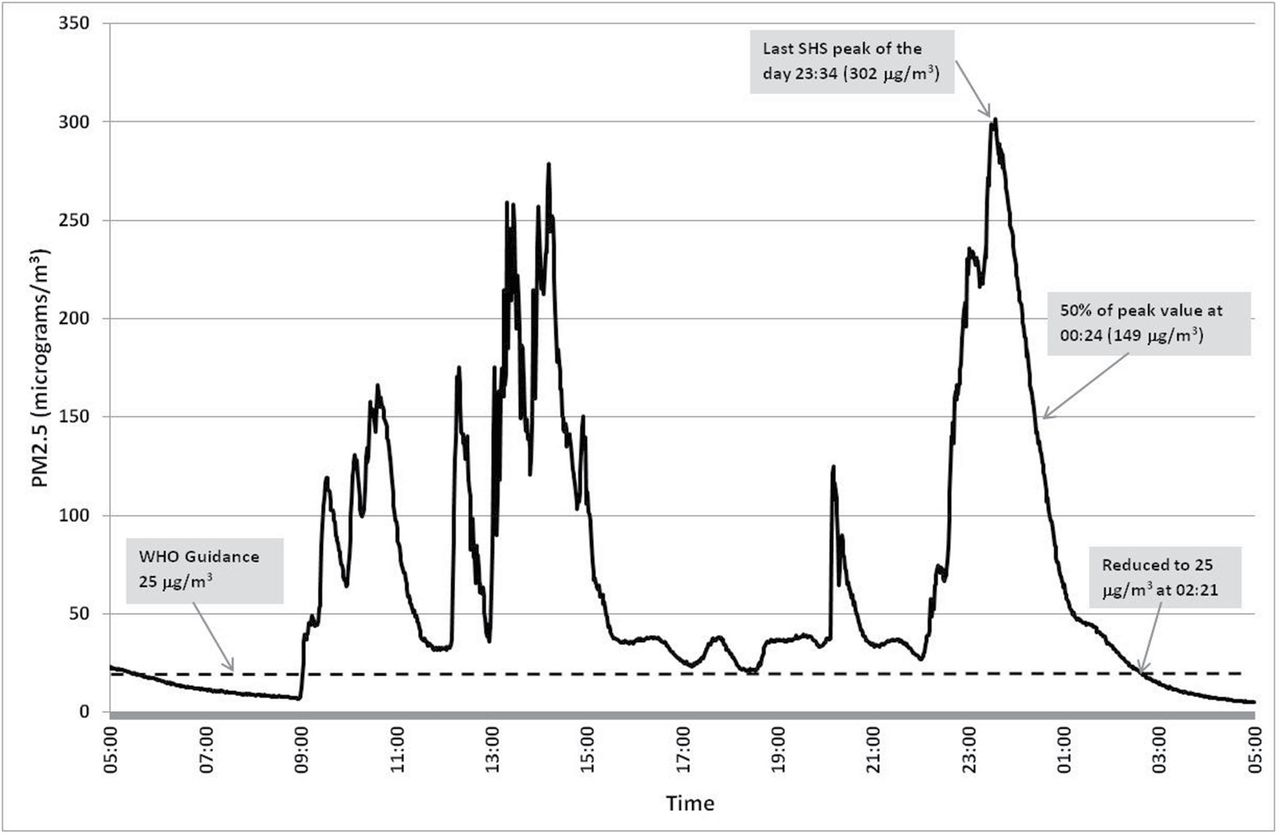 350
300
250
200
150
100
50
0
PM2.5 (micrograms/m³)
Last SHS peak of the
day 23:34 (302 µg/m³)
50% of peak value at
00:24 (149 µg/m³)
WHO Guidance
25 µg/m³
Reduced to 25
µg/m³ at 02:21
05:00
07:00
09:00
11:00
13:00
15:00
17:00
19:00
21:00
23:00
01:00
03:00
05:00
Time